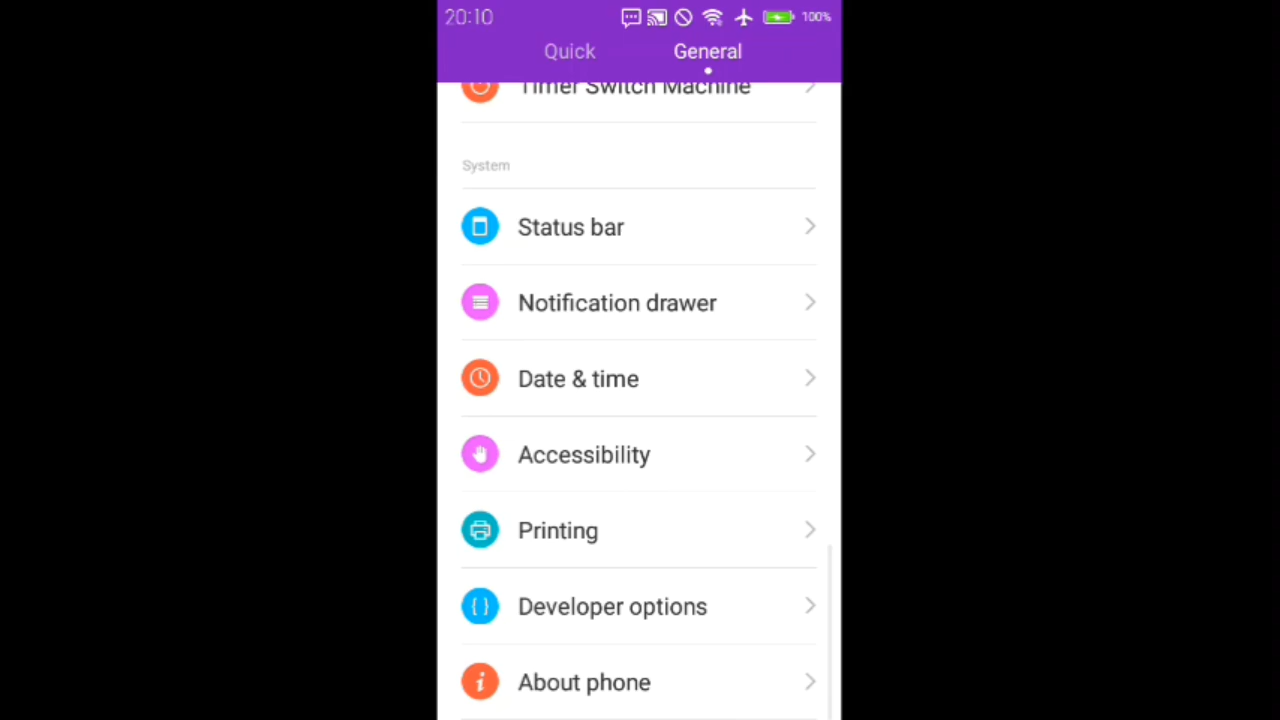 20:10
100%
Quick
General
Timer Switch Machine
System
Status bar
Notification drawer
Date & time
Accessibility
Printing
Developer options
About phone